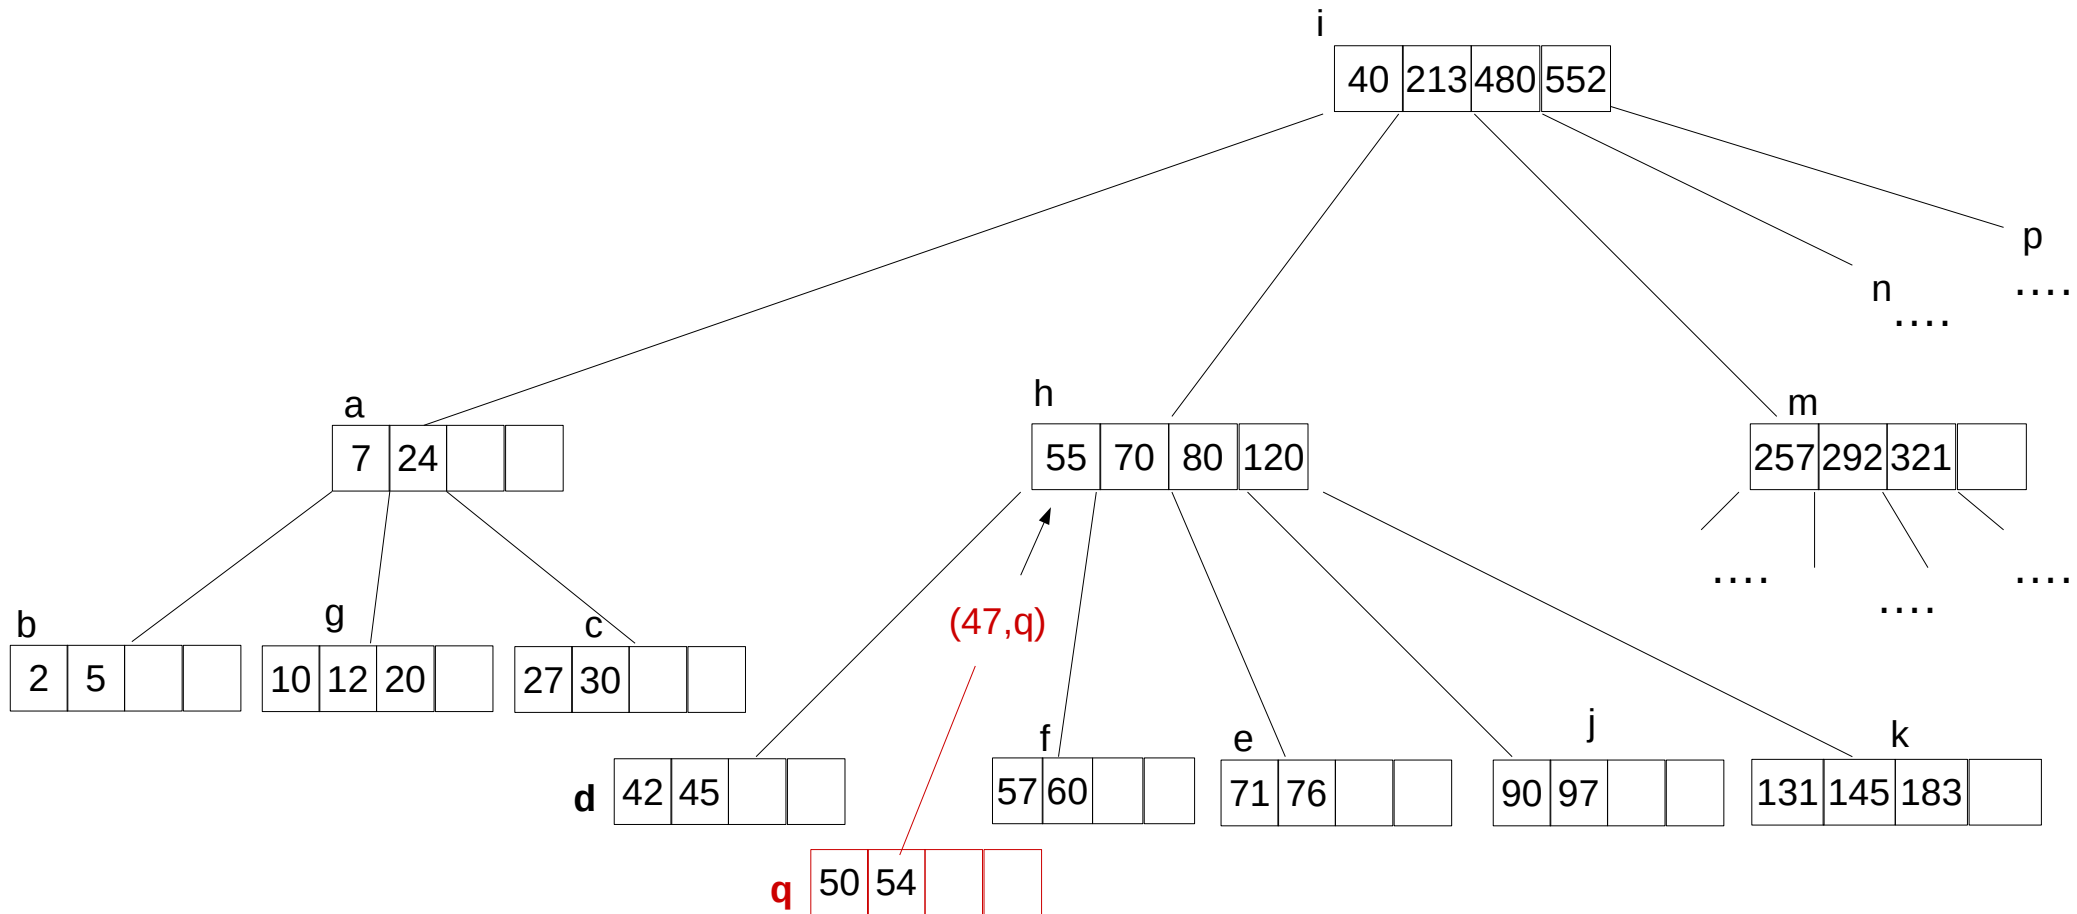 i
40 213 480 552
p
....
n
....
a
7 24
h
55 70 80 120
m
257 292 321
....
....
....
(47,q)
b
2 5
g
10 12 20
c
27 30
d
42 45
f
57 60
e
71 76
j
90 97
k
131 145 183
q
50 54